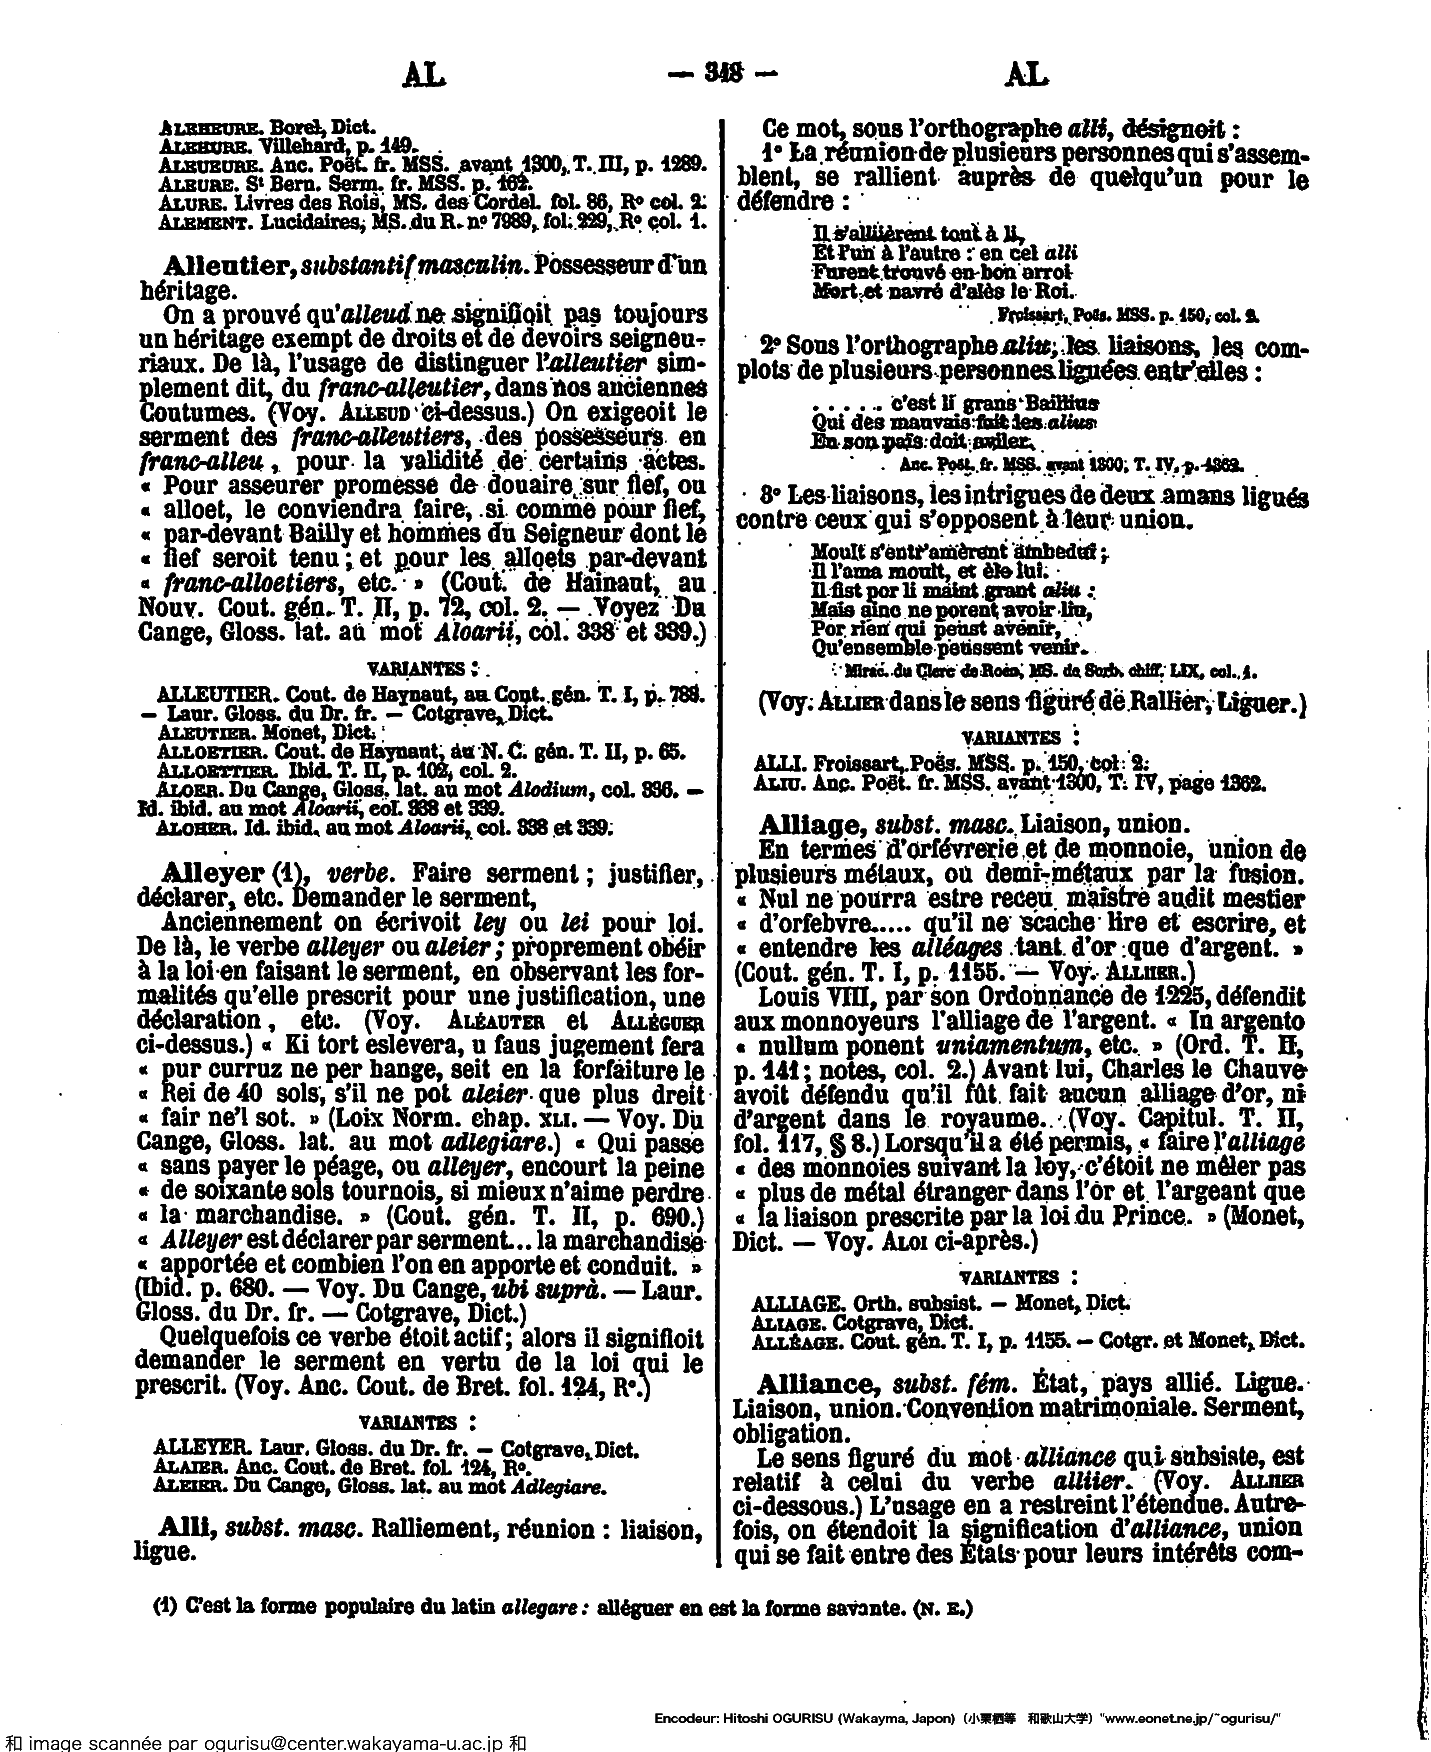 AL
— 348 —
AL
ALEHEURE. Borel, Dict.
ALEHURE. Villehard, p. 149.
ALEUEURE. Anc. Poët. fr. MSS. avant 1300, T. III, p. 1289.
ALEURE. St Bern. Serm. fr. MSS. p. 162.
ALURE. Livres des Rois, MS. des Cordel. fol. 86, Ro col. 2.
ALEMENT. Lucidaires, MS. du R. no 7989, fol. 229, Ro col. 1.
Alleutier, substantif masculin. Possesseur d'un
héritage.
On a prouvé qu'alleud ne signifioit pas toujours
un héritage exempt de droits et de devoirs seigneu-
riaux. De là, l'usage de distinguer l'alleutier sim-
plement dit, du franc-alleutier, dans nos anciennes
Coutumes. (Voy. ALLEUD ci-dessus.) On exigeoit le
serment des franc-alleutiers, des possesseurs en
franc-alleu, pour la validité de certains actes.
« Pour asseurer promesse de douaire sur fief, ou
« alloet, le conviendra faire, si comme pour fief,
« par-devant Bailly et hommes du Seigneur dont le
« fief seroit tenu ; et pour les alloets par-devant
« franc-alloetiers, etc. » (Cout. de Hainaut, au
Nouv. Cout. gén. T. II, p. 72, col. 2. — Voyez Du
Cange, Gloss. lat. au mot Aloarii, col. 338 et 339.)
VARIANTES :
ALLEUTIER. Cout. de Haynaut, au Cont. gén. T. I, p. 788.
— Laur. Gloss. du Dr. fr. — Cotgrave, Dict.
ALEUTIER. Monet, Dict.
ALLOETIER. Cout. de Haynant, au N. C. gén. T. II, p. 65.
ALLOETTIER. Ibid. T. II, p. 102, col. 2.
ALOER. Du Cange, Gloss. lat. au mot Alodium, col. 336. —
Id. ibid. au mot Aloarii, col. 338 et 339.
ALOHER. Id. ibid. au mot Aloarii, col. 338 et 339.
Alleyer (1), verbe. Faire serment ; justifier,
déclarer, etc. Demander le serment,
Anciennement on écrivoit ley ou lei pour loi.
De là, le verbe alleyer ou aleier ; proprement obéir
à la loi en faisant le serment, en observant les for-
malités qu'elle prescrit pour une justification, une
déclaration, etc. (Voy. ALÉAUTER et ALLÉGUER
ci-dessus.) « Ki tort eslevera, u faus jugement fera
« pur curruz ne per hange, seit en la forfaiture le
« Rei de 40 sols, s'il ne pot aleier que plus dreit
« fair ne'l sot. » (Loix Norm. chap. XLI. — Voy. Du
Cange, Gloss. lat. au mot adlegiare.) « Qui passe
« sans payer le péage, ou alleyer, encourt la peine
« de soixante sols tournois, si mieux n'aime perdre
« la marchandise. » (Cout. gén. T. II, p. 690.)
« Alleyer est déclarer par serment... la marchandise
« apportée et combien l'on en apporte et conduit. »
(Ibid. p. 680. — Voy. Du Cange, ubi suprà. — Laur.
Gloss. du Dr. fr. — Cotgrave, Dict.)
Quelquefois ce verbe étoit actif ; alors il signifioit
demander le serment en vertu de la loi qui le
prescrit. (Voy. Anc. Cout. de Bret. fol. 124, Ro.)
VARIANTES :
ALLEYER. Laur. Gloss. du Dr. fr. — Cotgrave, Dict.
ALAIER. Anc. Cout. de Bret. fol. 124, Ro.
ALEIER. Du Cange, Gloss. lat. au mot Adlegiare.
Alli, subst. masc. Ralliement, réunion : liaison,
ligue.
Ce mot, sous l'orthographe alli, désignoit :
1° La réunion de plusieurs personnes qui s'assem-
blent, se rallient auprès de quelqu'un pour le
défendre :
Il s'alliièrent tout à li,
Et l'un à l'autre : en cel alli
Furent trouvé en bon arroi
Mort et navré d'alès le Roi.
Froissart, Poës. MSS. p. 150, col. 2.
2° Sous l'orthographe aliu, les liaisons, les com-
plots de plusieurs personnes liguées entr'elles :
. . . . . c'est li grans Baillius
Qui des mauvais fait les alius
En son païs doit aviler.
Anc. Poët. fr. MSS. avant 1300, T. IV, p. 1362.
3° Les liaisons, les intrigues de deux amans ligués
contre ceux qui s'opposent à leur union.
Moult s'entr'amèrent ambedui ;
Il l'ama moult, et èle lui.
Il fist por li maint grant aliu :
Mais ainc ne porent avoir liu,
Por rien qui peust avenir,
Qu'ensemble peüssent venir.
Mirac. du Clerc de Roën, MS. de Sorb. chiff. LIX, col. 1.
(Voy. ALLIER dans le sens figuré de Rallier, Liguer.)
VARIANTES :
ALLI. Froissart, Poës. MSS. p. 150, col. 2.
ALIU. Anc. Poët. fr. MSS. avant 1300, T. IV, page 1362.
Alliage, subst. masc. Liaison, union.
En termes d'orfévrerie et de monnoie, union de
plusieurs métaux, ou demi-métaux par la fusion.
« Nul ne pourra estre receu maistre audit mestier
« d'orfebvre..... qu'il ne scache lire et escrire, et
« entendre les alléages tant d'or que d'argent. »
(Cout. gén. T. I, p. 1155. — Voy. ALLIIER.)
Louis VIII, par son Ordonnance de 1225, défendit
aux monnoyeurs l'alliage de l'argent. « In argento
« nullum ponent uniamentum, etc. » (Ord. T. II,
p. 141 ; notes, col. 2.) Avant lui, Charles le Chauve
avoit défendu qu'il fût fait aucun alliage d'or, ni
d'argent dans le royaume. (Voy. Capitul. T. II,
fol. 117, § 8.) Lorsqu'il a été permis, « faire l'alliage
« des monnoies suivant la loy, c'étoit ne mêler pas
« plus de métal étranger dans l'or et l'argeant que
« la liaison prescrite par la loi du Prince. » (Monet,
Dict. — Voy. ALOI ci-après.)
VARIANTES :
ALLIAGE. Orth. subsist. — Monet, Dict.
ALIAGE. Cotgrave, Dict.
ALLÉAGE. Cout. gén. T. I, p. 1155. — Cotgr. et Monet, Dict.
Alliance, subst. fém. État, pays allié. Ligue.
Liaison, union. Convention matrimoniale. Serment,
obligation.
Le sens figuré du mot alliance qui subsiste, est
relatif à celui du verbe alliier. (Voy. ALLIIER
ci-dessous.) L'usage en a restreint l'étendue. Autre-
fois, on étendoit la signification d'alliance, union
qui se fait entre des États pour leurs intérêts com-
(1) C'est la forme populaire du latin allegare : alléguer en est la forme savante. (N. E.)
Encodeur: Hitoshi OGURISU (Wakayma, Japon) (小栗栖等 和歌山大学) "www.eonet.ne.jp/~ogurisu/"
和 image scannée par ogurisu@center.wakayama-u.ac.jp 和